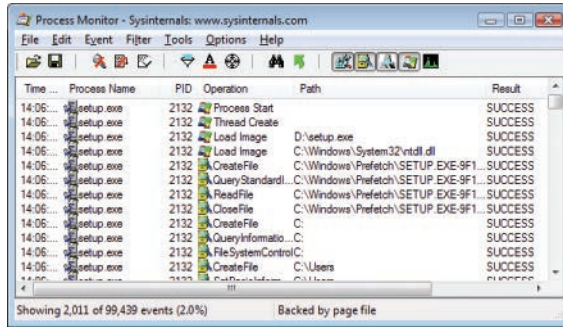 Process Monitor - Sysinternals: www.sysinternals.com
File Edit Event Filter Tools Options Help
Time ... Process Name PID Operation Path Result
14:06:... setup.exe 2132 Process Start SUCCESS
14:06:... setup.exe 2132 Thread Create SUCCESS
14:06:... setup.exe 2132 Load Image D:\setup.exe SUCCESS
14:06:... setup.exe 2132 Load Image C:\Windows\System32\ntdll.dll SUCCESS
14:06:... setup.exe 2132 CreateFile C:\Windows\Prefetch\SETUP.EXE-9F1... SUCCESS
14:06:... setup.exe 2132 QueryStandardI... C:\Windows\Prefetch\SETUP.EXE-9F1... SUCCESS
14:06:... setup.exe 2132 ReadFile C:\Windows\Prefetch\SETUP.EXE-9F1... SUCCESS
14:06:... setup.exe 2132 CloseFile C:\Windows\Prefetch\SETUP.EXE-9F1... SUCCESS
14:06:... setup.exe 2132 CreateFile C: SUCCESS
14:06:... setup.exe 2132 QueryInformatio... C: SUCCESS
14:06:... setup.exe 2132 FileSystemControl C: SUCCESS
14:06:... setup.exe 2132 CreateFile C:\Users SUCCESS
Showing 2,011 of 99,439 events (2.0%) Backed by page file